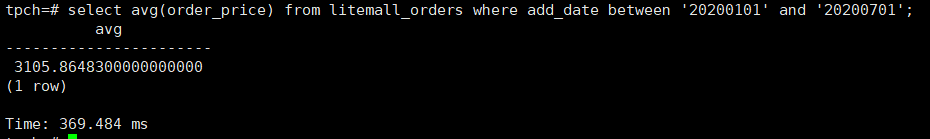 tpch=# select avg(order_price) from litemall_orders where add_date between '20200101' and '20200701';
avg
-----------------------
3105.8648300000000000
(1 row)
Time: 369.484 ms
tpch=#